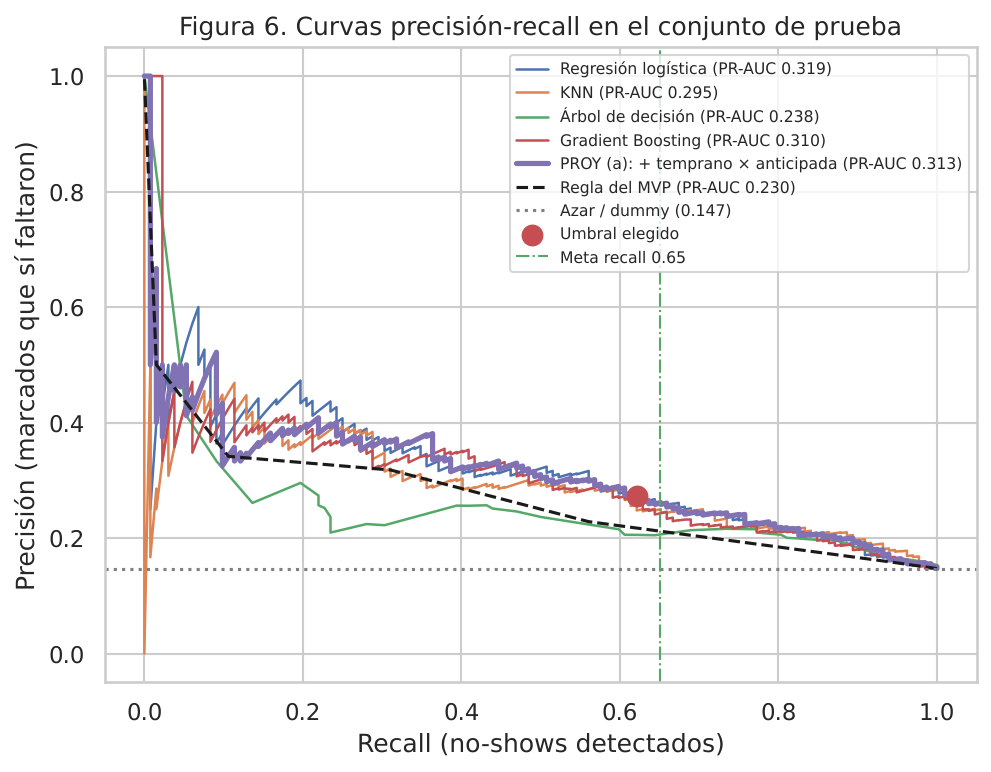 Figura 6. Curvas precisión-recall en el conjunto de prueba
Regresión logística (PR-AUC 0.319)
KNN (PR-AUC 0.295)
Árbol de decisión (PR-AUC 0.238)
Gradient Boosting (PR-AUC 0.310)
PROY (a): + temprano × anticipada (PR-AUC 0.313)
Regla del MVP (PR-AUC 0.230)
Azar / dummy (0.147)
Umbral elegido
Meta recall 0.65
Precisión (marcados que sí faltaron)
1.0
0.8
0.6
0.4
0.2
0.0
0.0 0.2 0.4 0.6 0.8 1.0
Recall (no-shows detectados)